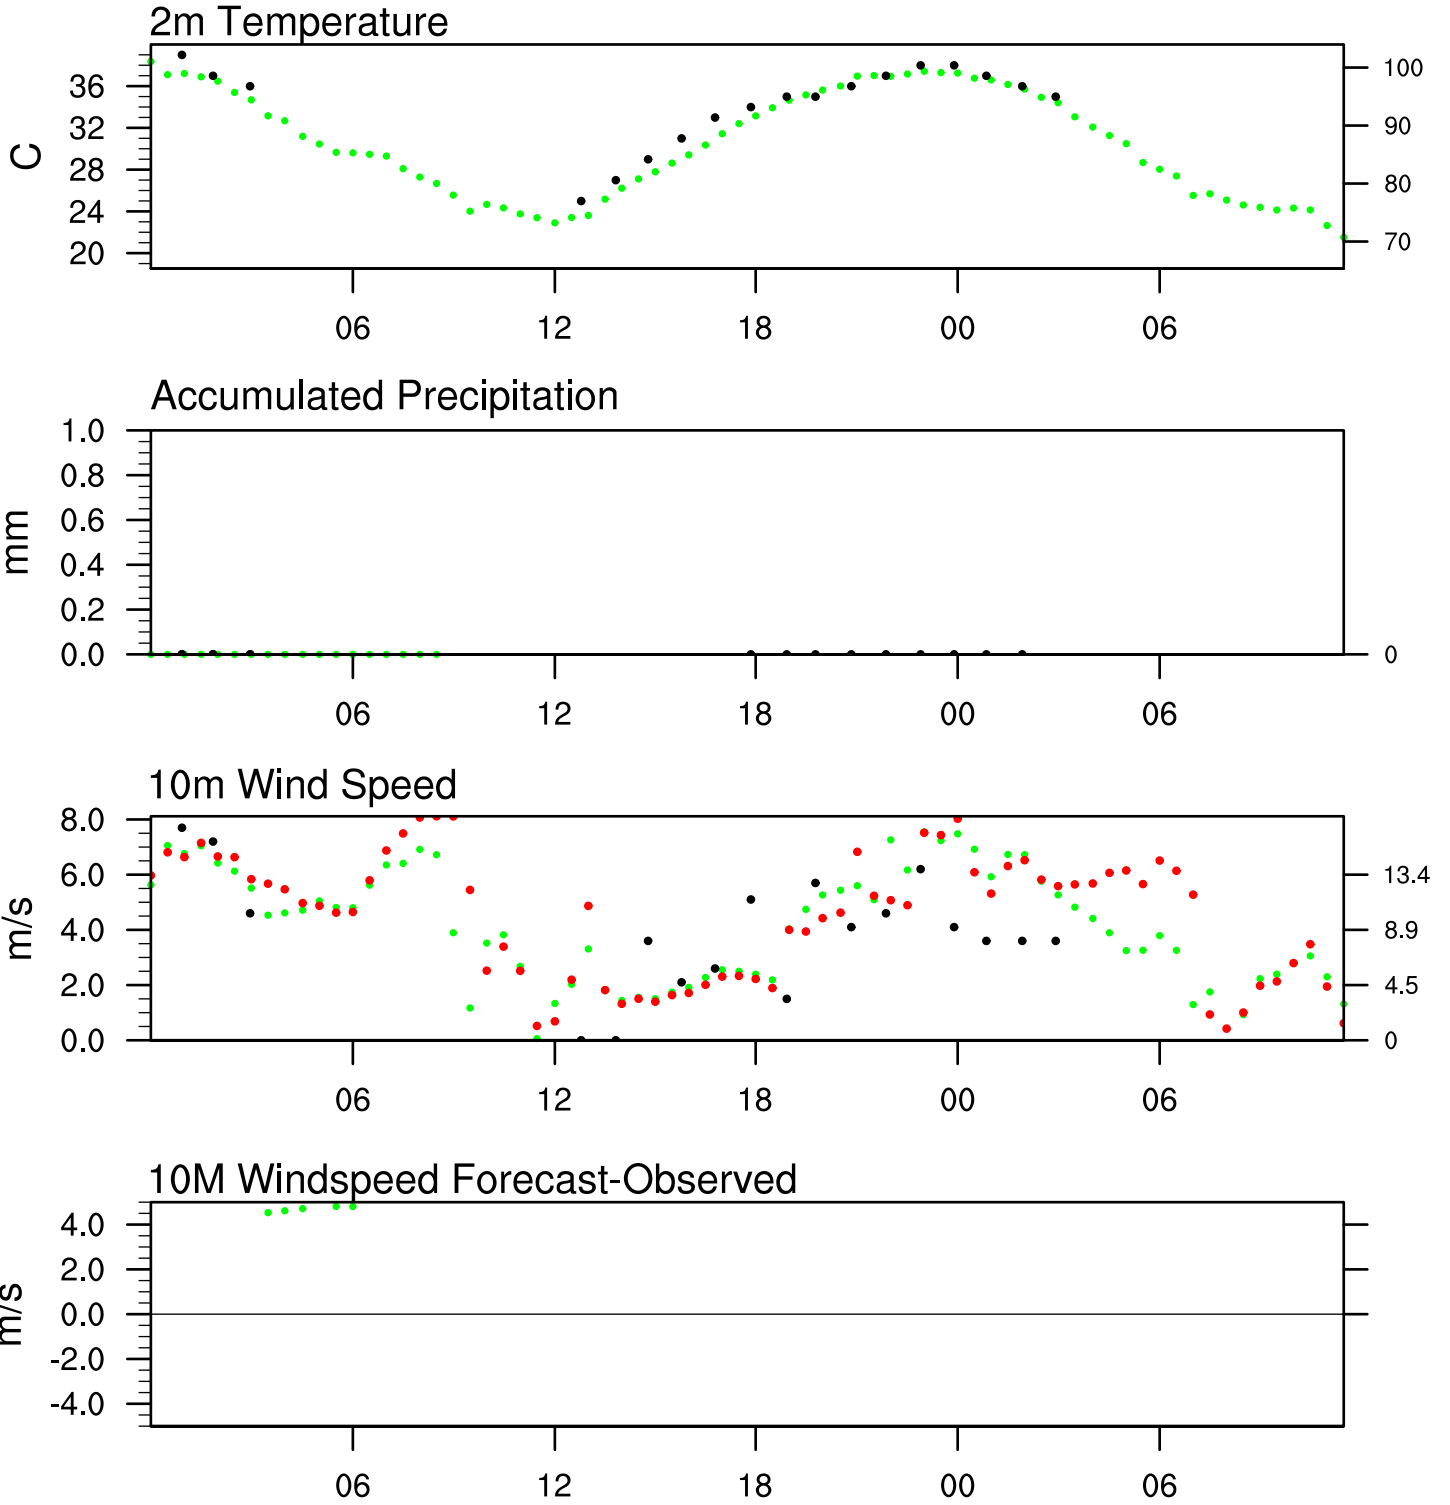 2m Temperature
C
36
32
28
24
20
100
90
80
70
06 12 18 00 06
Accumulated Precipitation
mm
1.0
0.8
0.6
0.4
0.2
0.0
0
06 12 18 00 06
10m Wind Speed
m/s
8.0
6.0
4.0
2.0
0.0
13.4
8.9
4.5
0
06 12 18 00 06
10M Windspeed Forecast-Observed
m/s
4.0
2.0
0.0
-2.0
-4.0
06 12 18 00 06